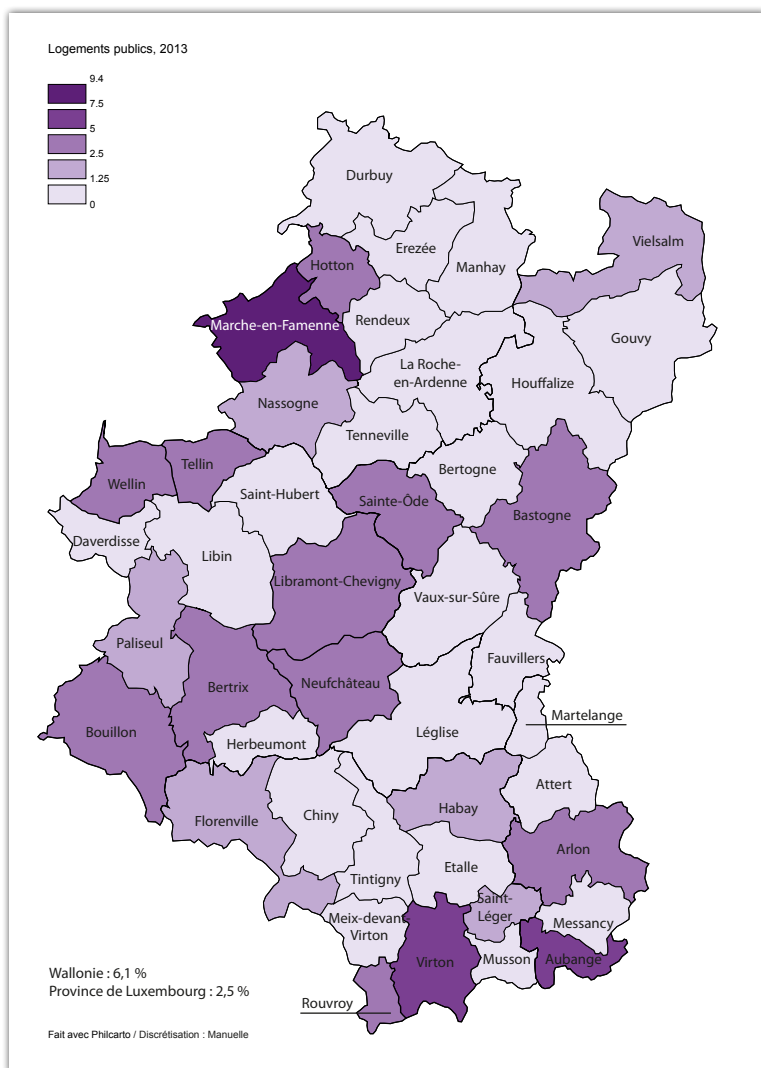 Logements publics, 2013
9.4
7.5
5
2.5
1.25
0
Durbuy
Vielsalm
Erezée
Hotton
Manhay
Marche-en-Famenne
Rendeux
Gouvy
La Roche-
en-Ardenne
Houffalize
Nassogne
Tenneville
Tellin
Bertogne
Wellin
Saint-Hubert
Sainte-Ôde
Bastogne
Daverdisse
Libin
Libramont-Chevigny
Vaux-sur-Sûre
Paliseul
Fauvillers
Bertrix
Neufchâteau
Martelange
Bouillon
Herbeumont
Léglise
Attert
Florenville
Chiny
Habay
Arlon
Etalle
Tintigny
Saint-
Léger
Meix-devant-
Virton
Messancy
Virton
Musson
Aubange
Wallonie : 6,1 %
Province de Luxembourg : 2,5 %
Rouvroy
Fait avec Philcarto / Discrétisation : Manuelle